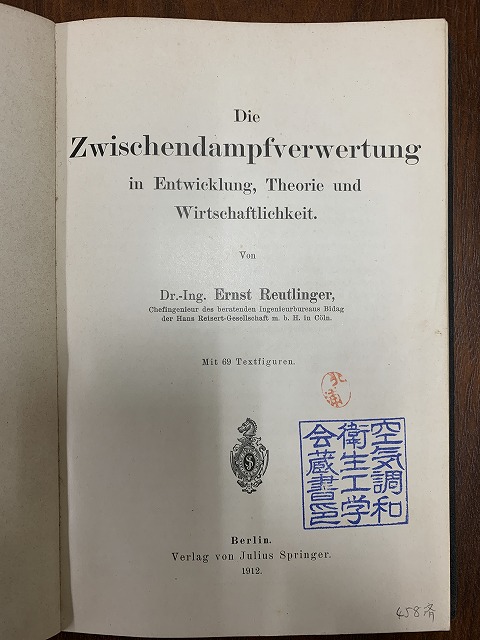 Die
Zwischendampfverwertung
in Entwicklung, Theorie und
Wirtschaftlichkeit.
Von
Dr.-Ing. Ernst Reutlinger,
Chefingenieur des beratenden Ingenieurbureaus Bidag
der Hans Reisert-Gesellschaft m. b. H. in Cöln.
Mit 69 Textfiguren.
空気調和
衛生工学
会蔵書印
Berlin.
Verlag von Julius Springer.
1912.
458済